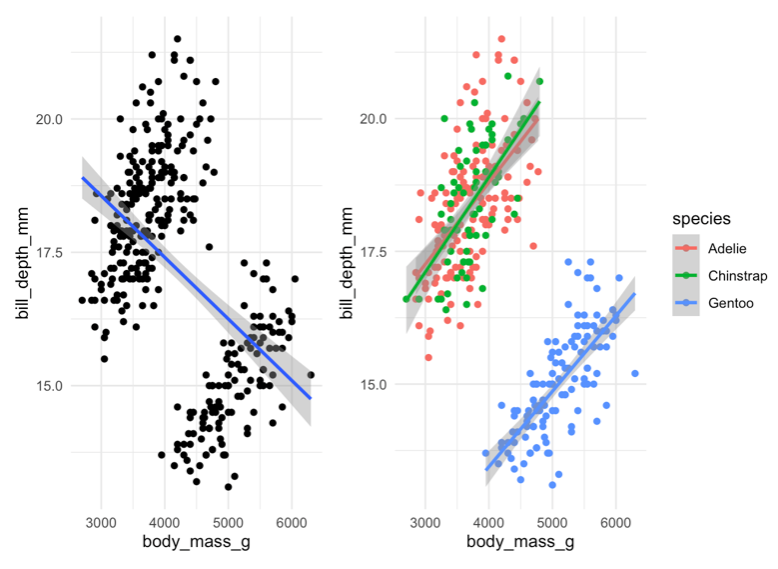 bill_depth_mm
20.0
17.5
15.0
3000 4000 5000 6000
body_mass_g
bill_depth_mm
20.0
17.5
15.0
3000 4000 5000 6000
body_mass_g
species
Adelie
Chinstrap
Gentoo